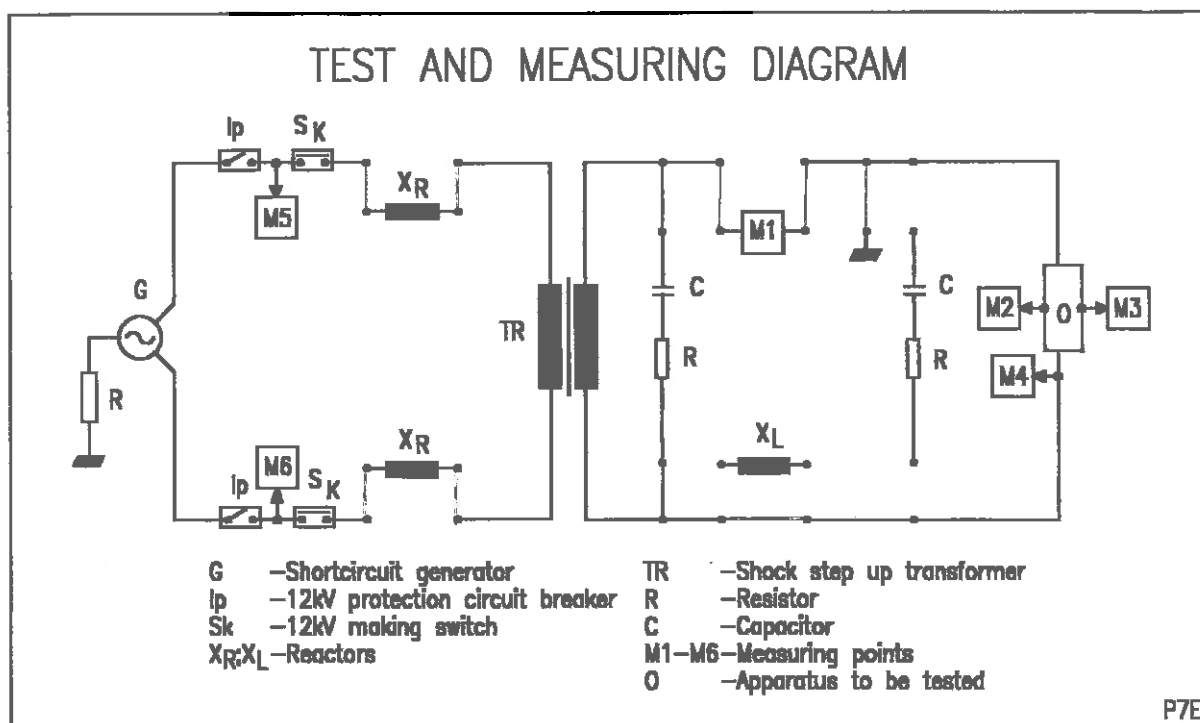 TEST AND MEASURING DIAGRAM
Ip
SK
XR
M5
M1
G
C
C
TR
M2
O
M3
R
R
M4
R
XR
XL
M6
Ip
SK
G –Shortcircuit generator
Ip –12kV protection circuit breaker
Sk –12kV making switch
XR;XL –Reactors
TR –Shock step up transformer
R –Resistor
C –Capacitor
M1–M6–Measuring points
O –Apparatus to be tested
P7E